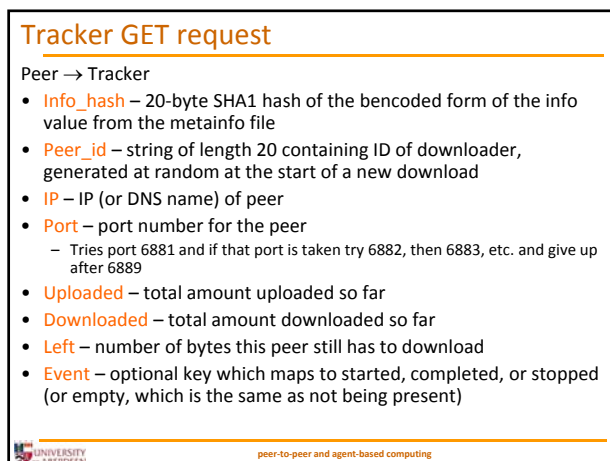 Tracker GET request
Peer → Tracker
• Info_hash – 20-byte SHA1 hash of the bencoded form of the info
value from the metainfo file
• Peer_id – string of length 20 containing ID of downloader,
generated at random at the start of a new download
• IP – IP (or DNS name) of peer
• Port – port number for the peer
– Tries port 6881 and if that port is taken try 6882, then 6883, etc. and give up
after 6889
• Uploaded – total amount uploaded so far
• Downloaded – total amount downloaded so far
• Left – number of bytes this peer still has to download
• Event – optional key which maps to started, completed, or stopped
(or empty, which is the same as not being present)
UNIVERSITY
peer-to-peer and agent-based computing